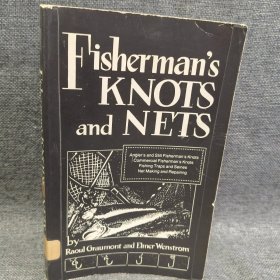 Fisherman's
KNOTS
and NETS
Angler's and Still Fisherman's Knots
Commercial Fisherman's Knots
Fishing Traps and Seines
Net Making and Repairing
by
Raoul Graumont and Elmer Wenstrom